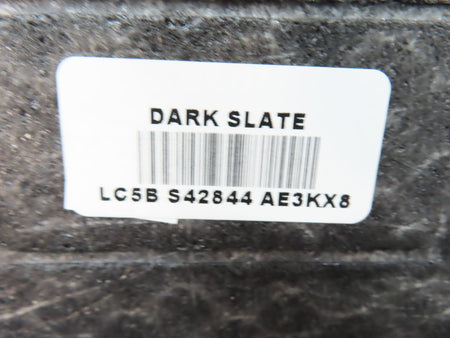 DARK SLATE
LC5B S42844 AE3KX8